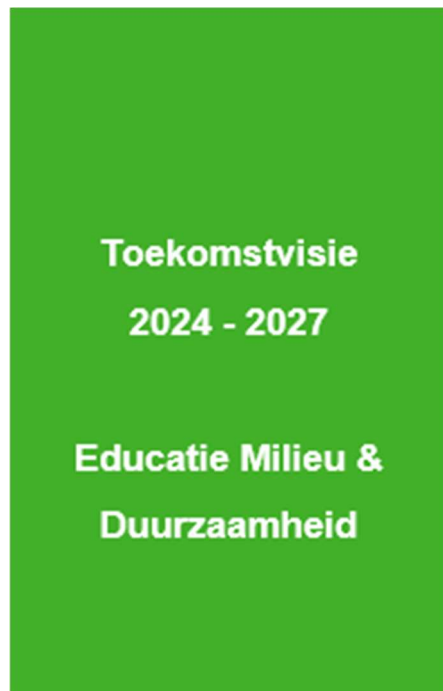 Toekomstvisie
2024 - 2027
Educatie Milieu &
Duurzaamheid